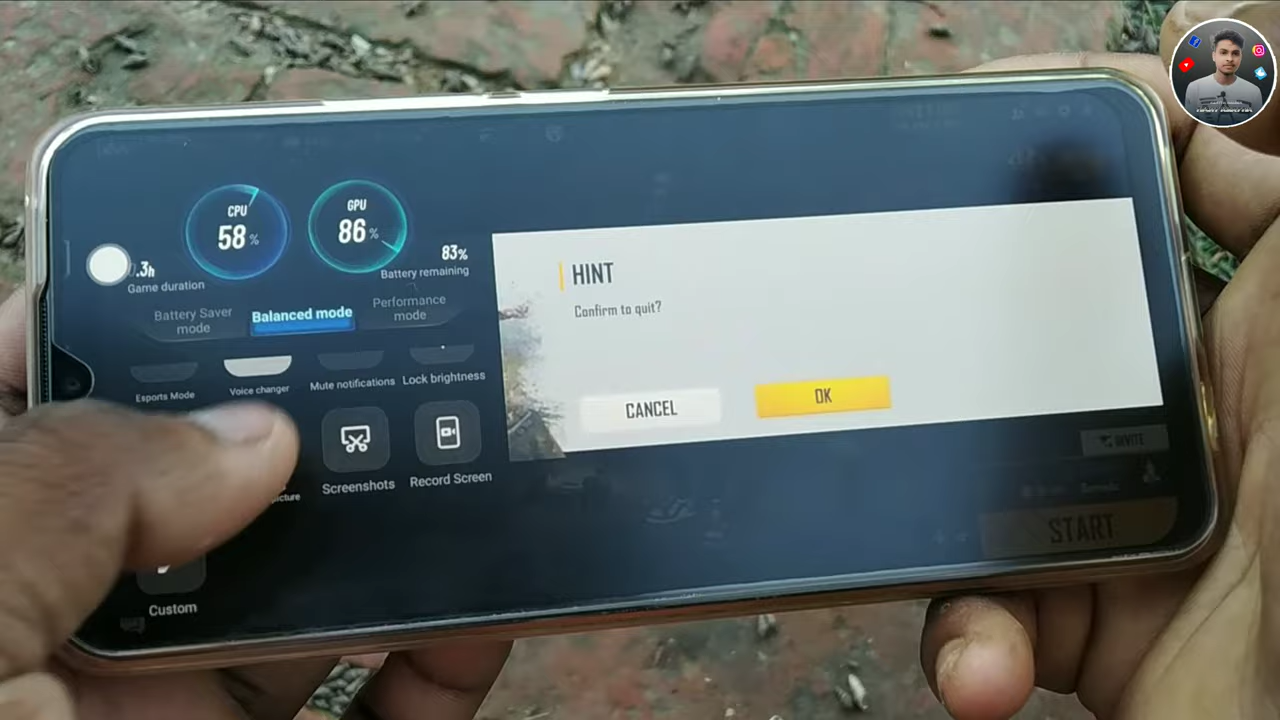 CPU
58 %
GPU
86 %
.3h
Game duration
83%
Battery remaining
Battery Saver
mode
Balanced mode
Performance
mode
Esports Mode
Voice changer
Mute notifications
Lock brightness
Screenshots
Record Screen
Custom
HINT
Confirm to quit?
CANCEL
OK
INVITE
START